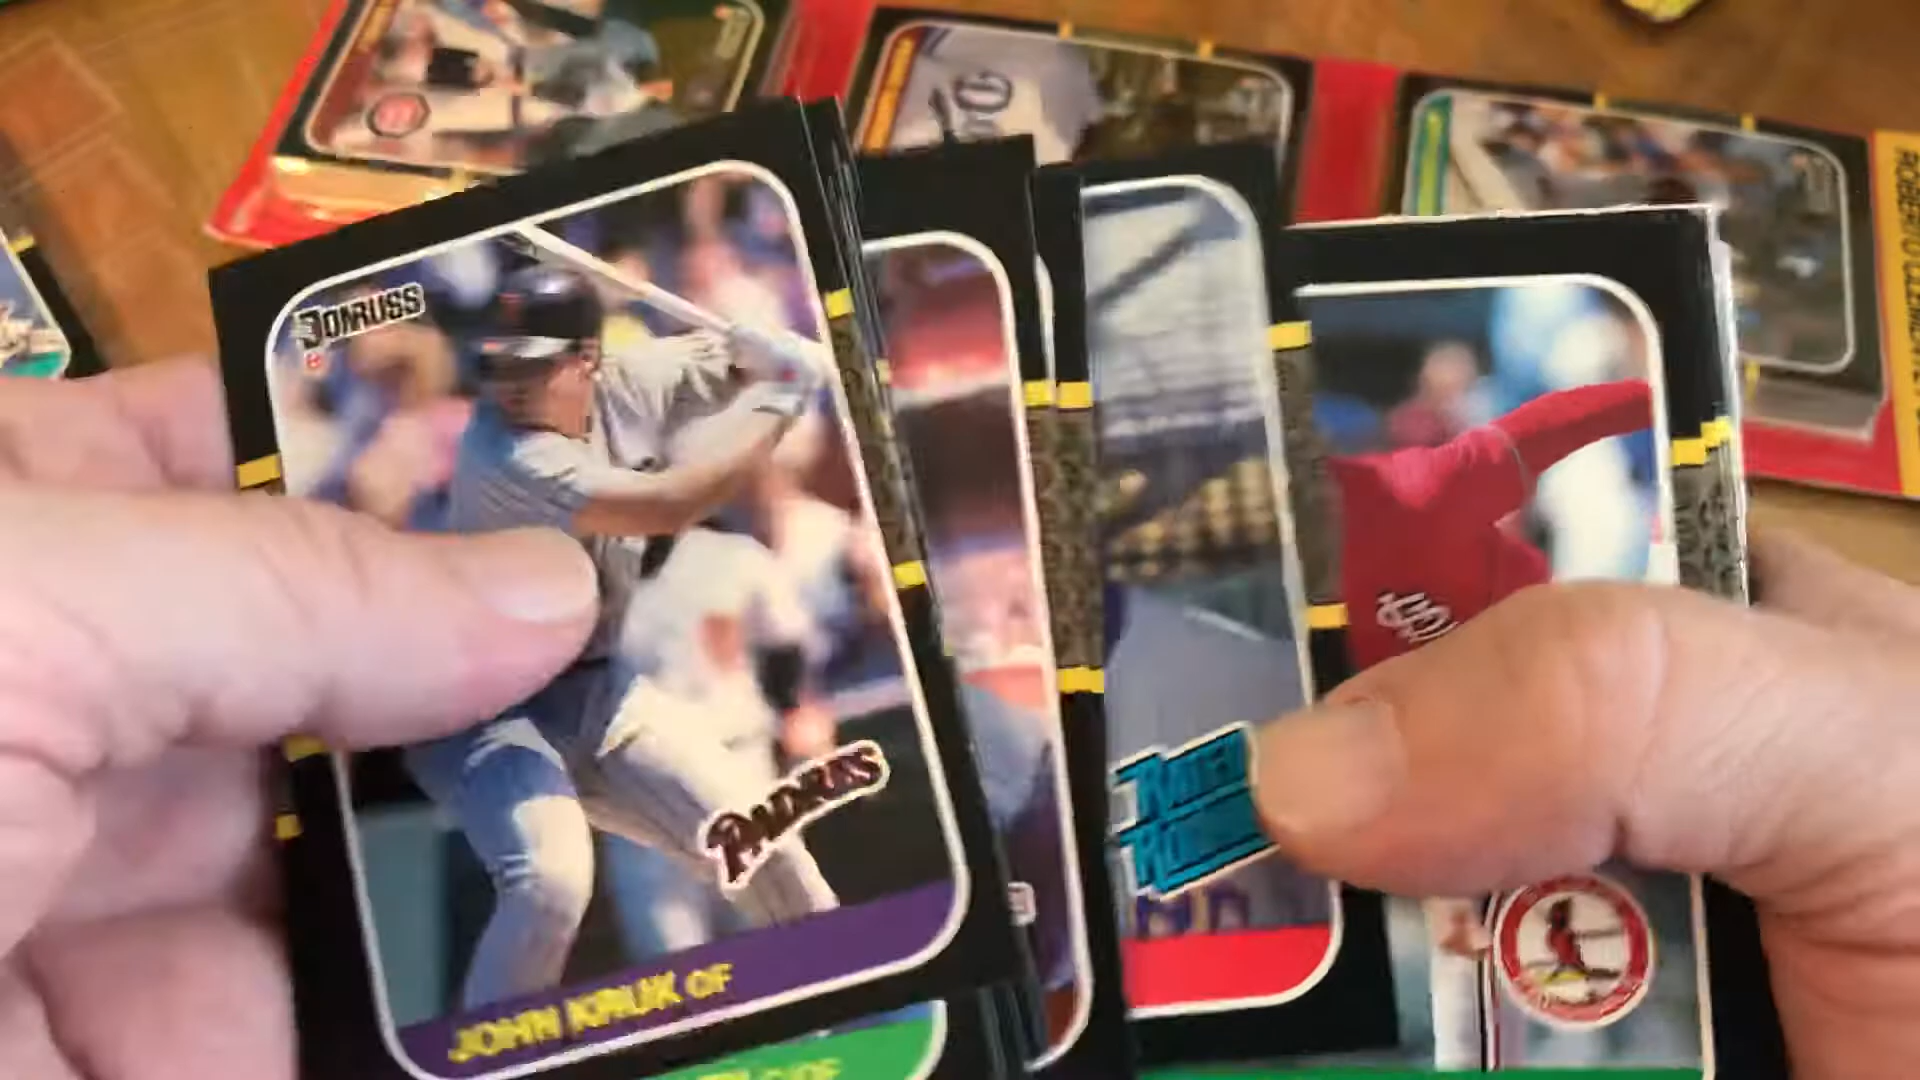 DONRUSS
PADRES
JOHN KRUK OF
RATED
ROOKIE
ROBERTO CLEMENTE